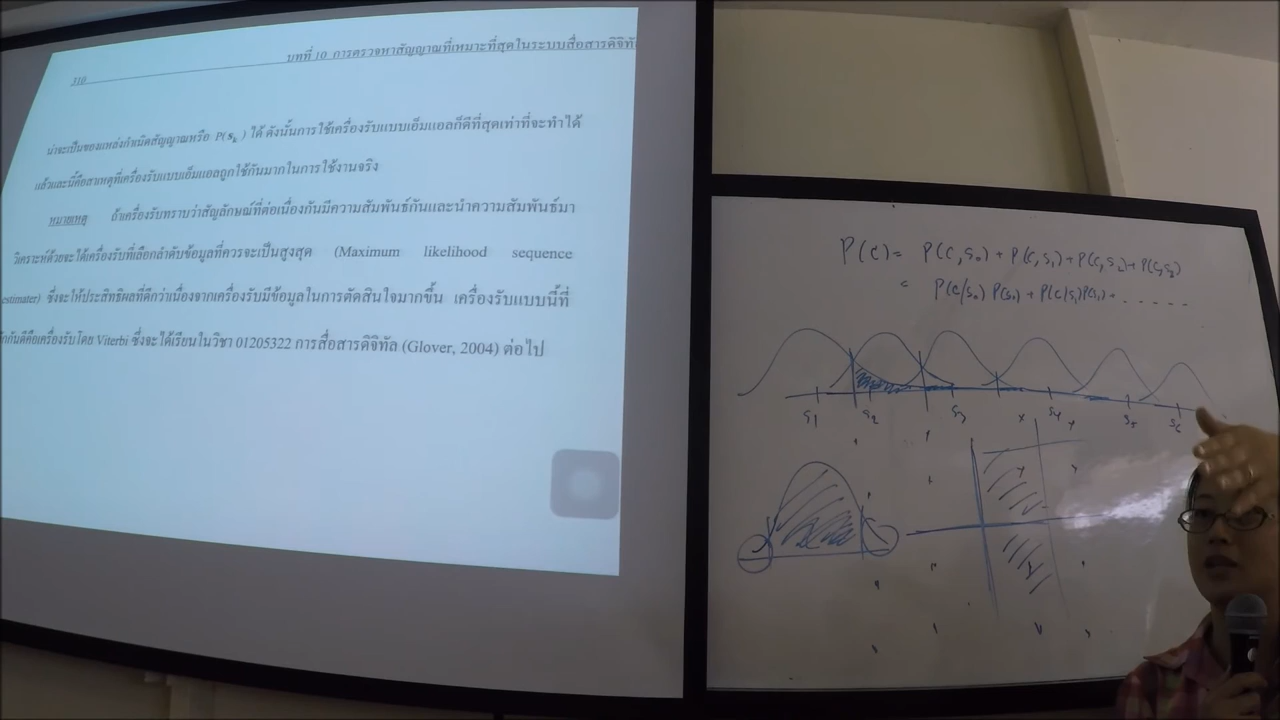 310
บทที่ 10 การตรวจหาสัญญาณที่เหมาะที่สุดในระบบสื่อสารดิจิทั
น่าจะเป็นของแหล่งกำเนิดสัญญาณหรือ P(sₖ) ได้ ดังนั้นการใช้เครื่องรับแบบเอ็มแอลก็ดีที่สุดเท่าที่จะทำได้
แล้วและนี่คือสาเหตุที่เครื่องรับแบบเอ็มแอลถูกใช้กันมากในการใช้งานจริง
หมายเหตุ ถ้าเครื่องรับทราบว่าสัญลักษณ์ที่ต่อเนื่องกันมีความสัมพันธ์กันและนำความสัมพันธ์มา
วิเคราะห์ด้วยจะได้เครื่องรับที่เลือกลำดับข้อมูลที่ควรจะเป็นสูงสุด (Maximum likelihood sequence
estimater) ซึ่งจะให้ประสิทธิผลที่ดีกว่าเนื่องจากเครื่องรับมีข้อมูลในการตัดสินใจมากขึ้น เครื่องรับแบบนี้ที่
จักกันดีคือเครื่องรับโดย Viterbi ซึ่งจะได้เรียนในวิชา 01205322 การสื่อสารดิจิทัล (Glover, 2004) ต่อไป
P(c) = P(c,s₀) + P(c,s₁) + P(c,s₂) + P(c,s₃)
= P(c/s₀) P(s₀) + P(c/s₁)P(s₁) + . . . . .
s₁ s₂ s₃ s₄ s₅ s₆